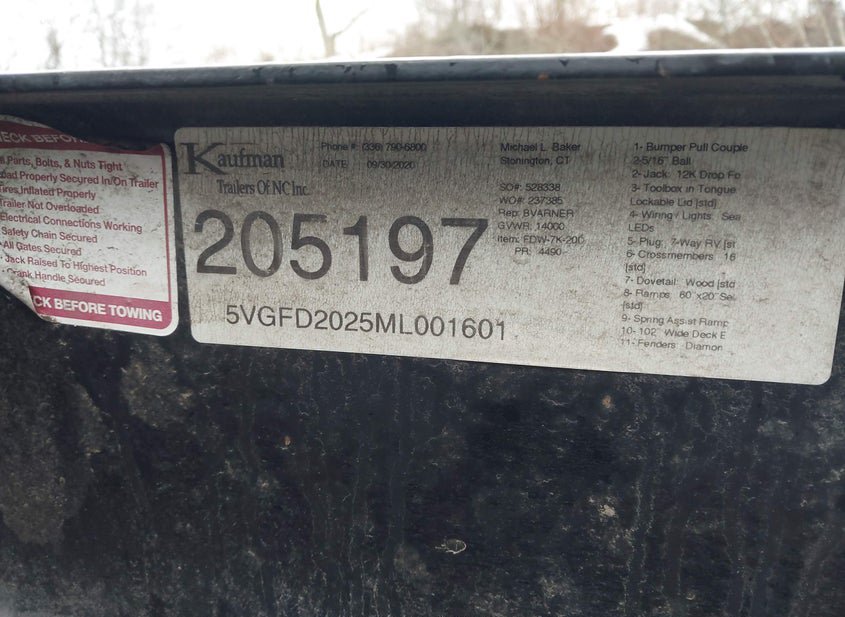 ECK BEFOR
Parts, Bolts, & Nuts Tight
oad Properly Secured In/On Trailer
ires Inflated Properly
Trailer Not Overloaded
Electrical Connections Working
Safety Chain Secured
All Gates Secured
Jack Raised To Highest Position
Crank Handle Secured
CK BEFORE TOWING
Kaufman
Trailers Of NC Inc.
Phone #: (336) 790-6800
DATE: 09/30/2020
205197
5VGFD2025ML001601
Michael L. Baker
Stonington, CT
SO#: 528338
WO#: 237385
Rep: BVARNER
GVWR: 14000
Item: FDW-7K-20C
PR: 4490
1- Bumper Pull Couple
2-5/16" Ball
2- Jack: 12K Drop Fo
3- Toolbox in Tongue
Lockable Lid [std]
4- Wiring / Lights: Sea
LEDs
5- Plug: 7-Way RV [st
6- Crossmembers: 16
[std]
7- Dovetail: Wood [std
8- Ramps: 60"x20" Sel
[std]
9- Spring Assist Ramp
10- 102" Wide Deck E
11- Fenders: Diamon